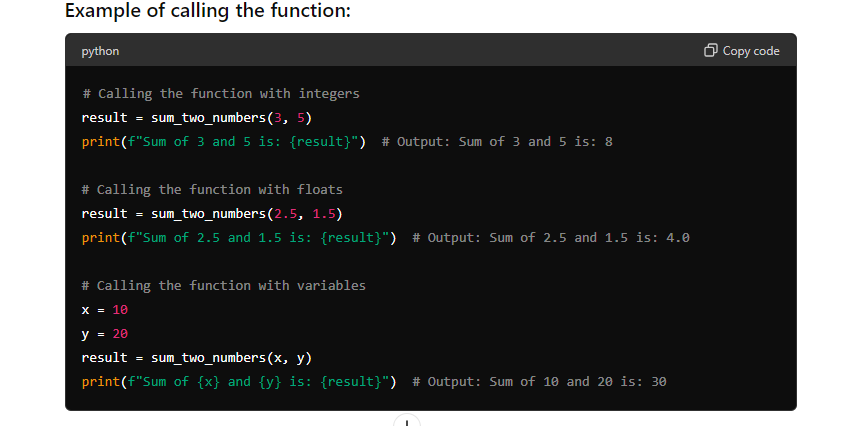 Example of calling the function:
python Copy code
# Calling the function with integers
result = sum_two_numbers(3, 5)
print(f"Sum of 3 and 5 is: {result}")  # Output: Sum of 3 and 5 is: 8
# Calling the function with floats
result = sum_two_numbers(2.5, 1.5)
print(f"Sum of 2.5 and 1.5 is: {result}")  # Output: Sum of 2.5 and 1.5 is: 4.0
# Calling the function with variables
x = 10
y = 20
result = sum_two_numbers(x, y)
print(f"Sum of {x} and {y} is: {result}")  # Output: Sum of 10 and 20 is: 30